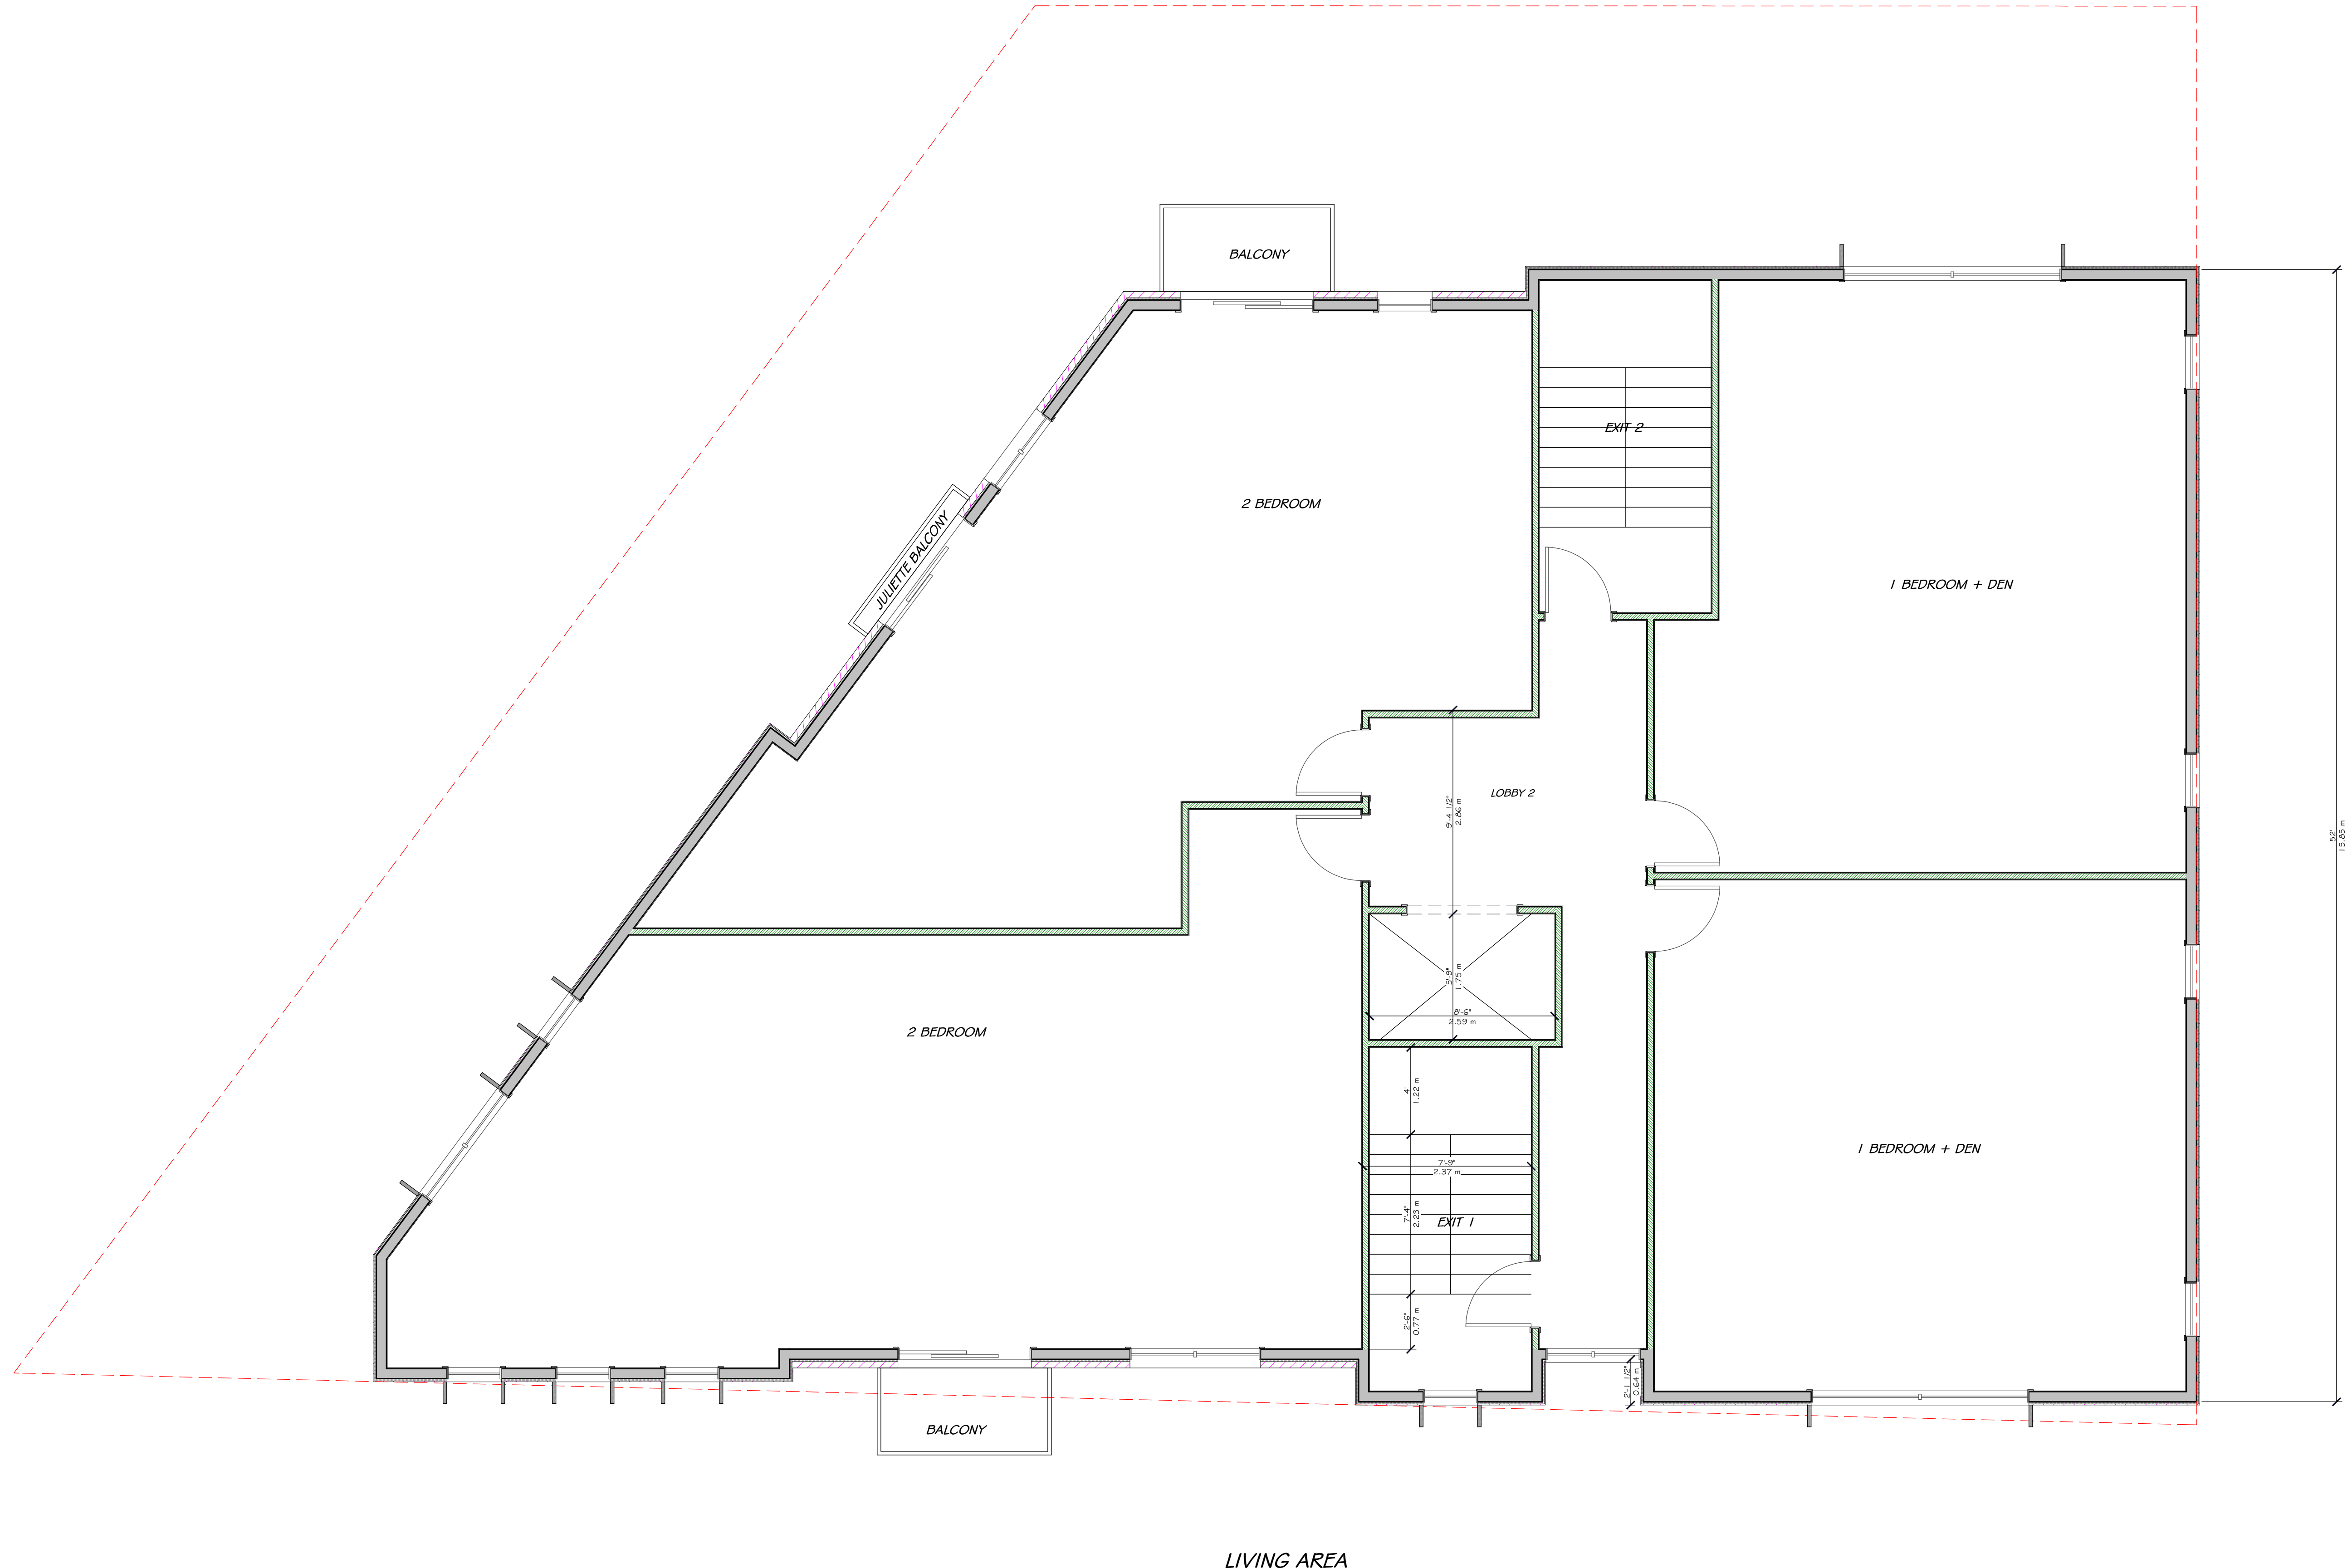 BALCONY
EXIT 2
2 BEDROOM
JULIETTE BALCONY
1 BEDROOM + DEN
LOBBY 2
9'-4 1/2"
2.86 m
52'
15.85 m
5'-9"
1.75 m
8'-6"
2.59 m
2 BEDROOM
4'
1.22 m
1 BEDROOM + DEN
7'-9"
2.37 m
7'-4"
2.23 m
EXIT 1
2'-6"
0.77 m
2'-1 1/2"
0.64 m
BALCONY
LIVING AREA